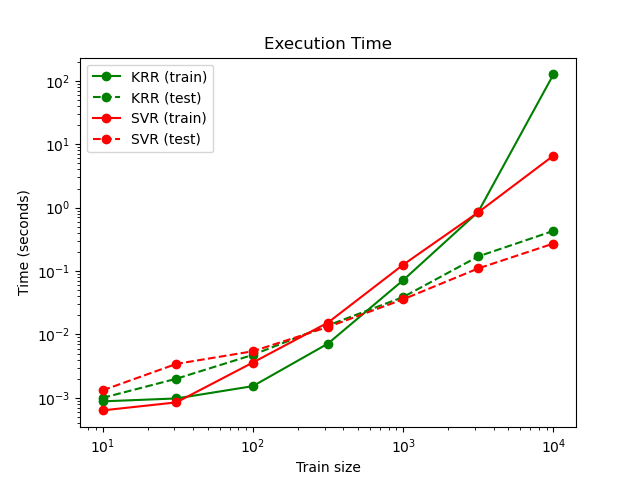 Execution Time
KRR (train)
KRR (test)
SVR (train)
SVR (test)
Time (seconds)
10²
10¹
10⁰
10⁻¹
10⁻²
10⁻³
10¹ 10² 10³ 10⁴
Train size